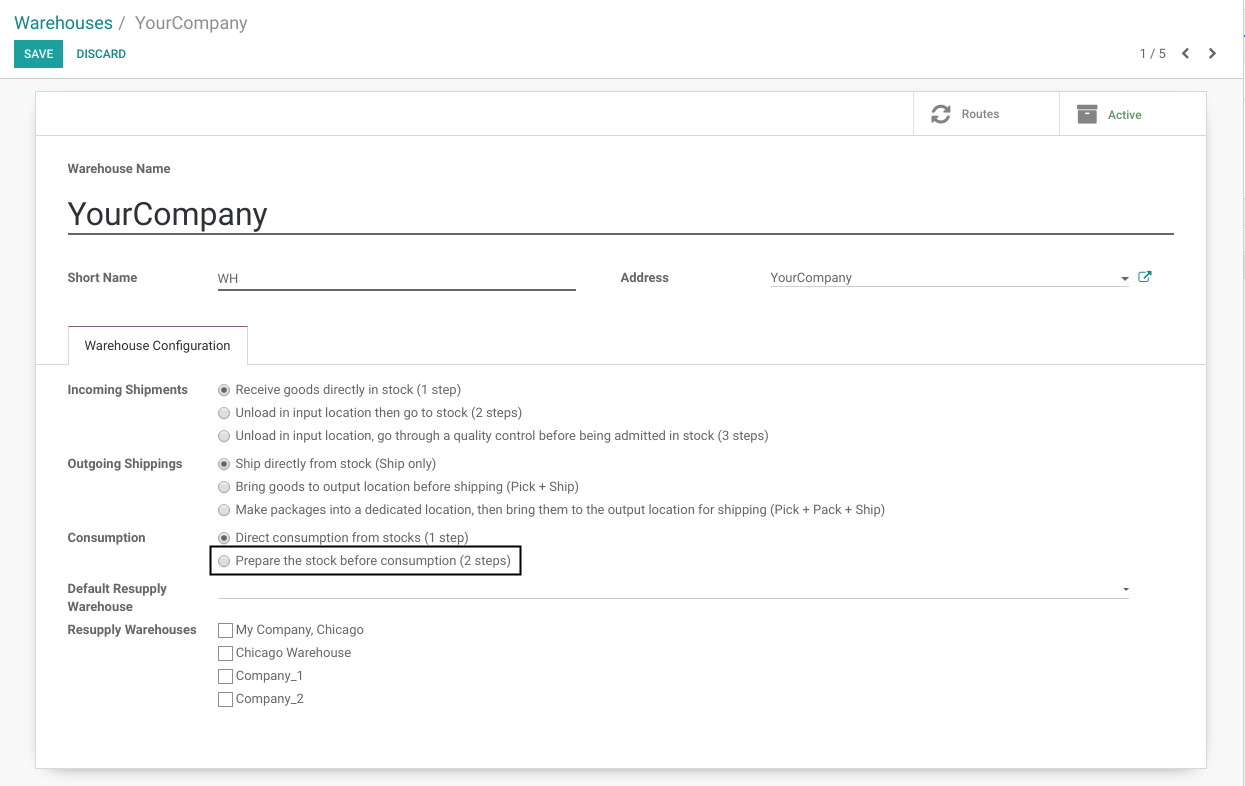 Warehouses / YourCompany
SAVE DISCARD 1 / 5
Routes Active
Warehouse Name
YourCompany
Short Name WH Address YourCompany
Warehouse Configuration
Incoming Shipments Receive goods directly in stock (1 step)
Unload in input location then go to stock (2 steps)
Unload in input location, go through a quality control before being admitted in stock (3 steps)
Outgoing Shippings Ship directly from stock (Ship only)
Bring goods to output location before shipping (Pick + Ship)
Make packages into a dedicated location, then bring them to the output location for shipping (Pick + Pack + Ship)
Consumption Direct consumption from stocks (1 step)
Prepare the stock before consumption (2 steps)
Default Resupply
Warehouse
Resupply Warehouses My Company, Chicago
Chicago Warehouse
Company_1
Company_2